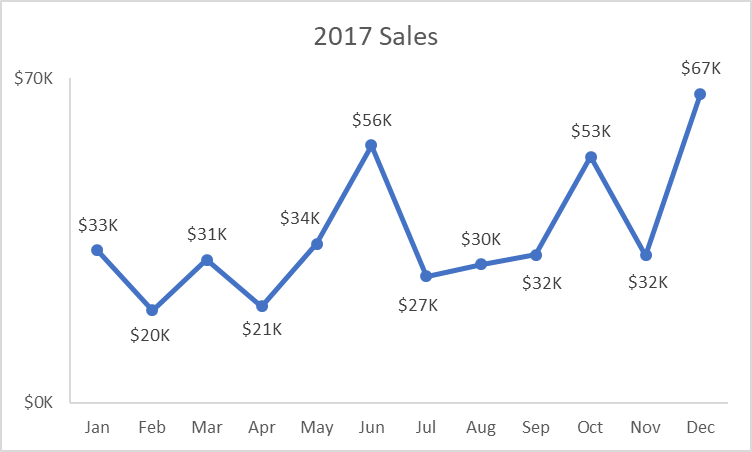 2017 Sales
$70K
$67K
$56K
$53K
$33K
$31K
$34K
$30K
$20K
$21K
$27K
$32K
$32K
$0K
Jan Feb Mar Apr May Jun Jul Aug Sep Oct Nov Dec